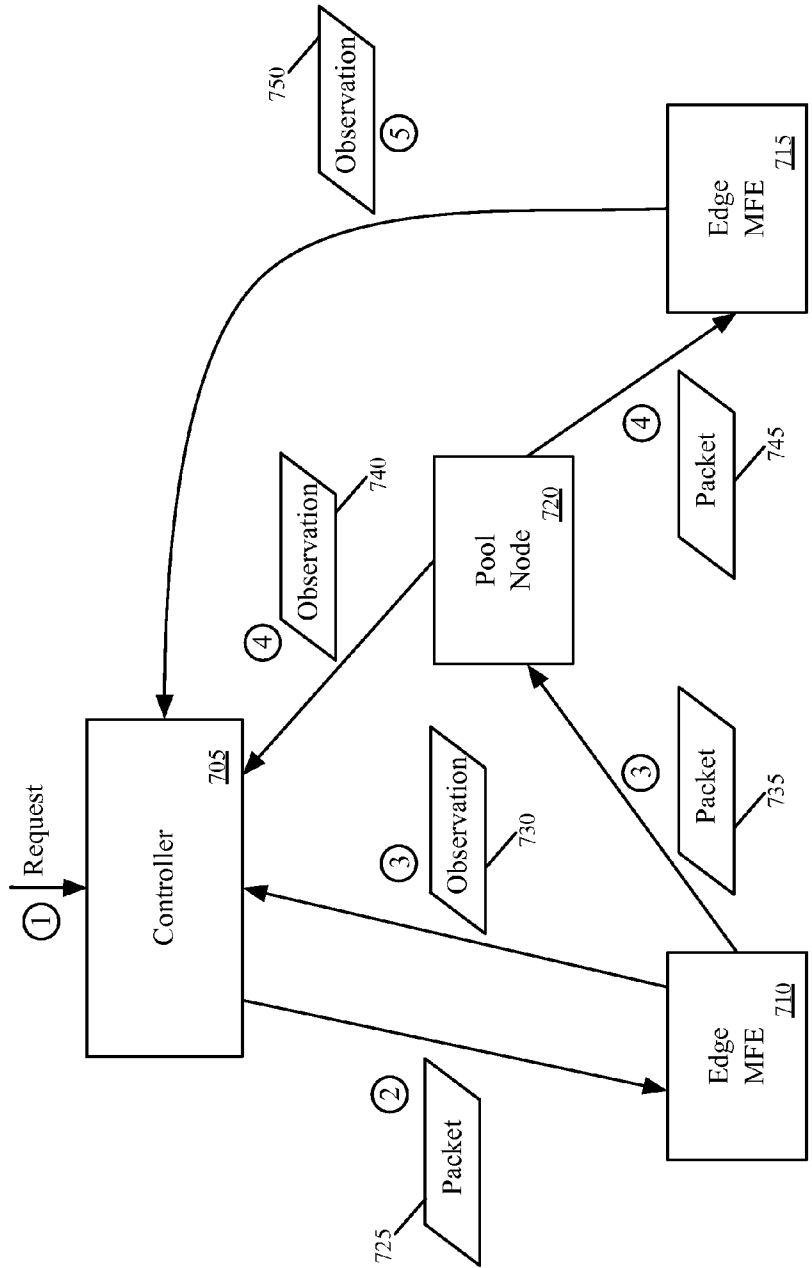 1
Request
Controller
705
2
Packet
725
3
Observation
730
4
Observation
740
Observation
750
5
Pool
Node
720
3
Packet
735
4
Packet
745
Edge
MFE
710
Edge
MFE
715